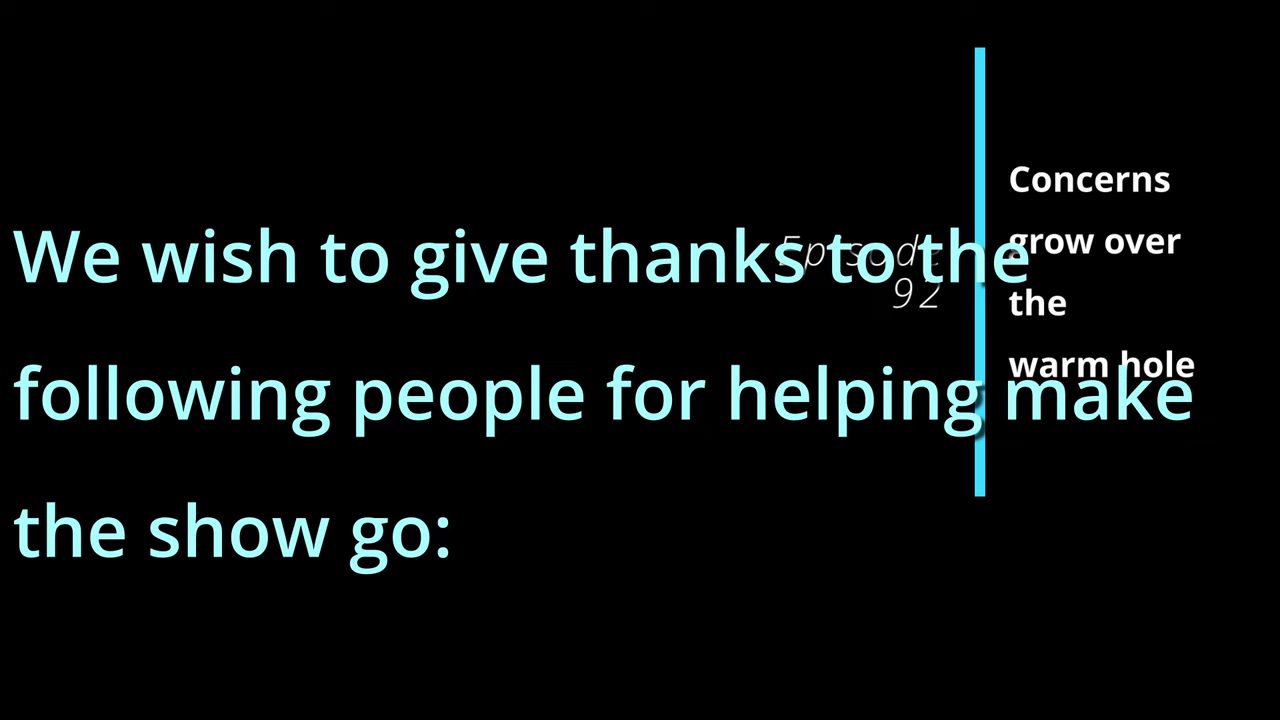 We wish to give thanks to the
following people for helping make
the show go:
Episode
92
Concerns
grow over
the
warm hole